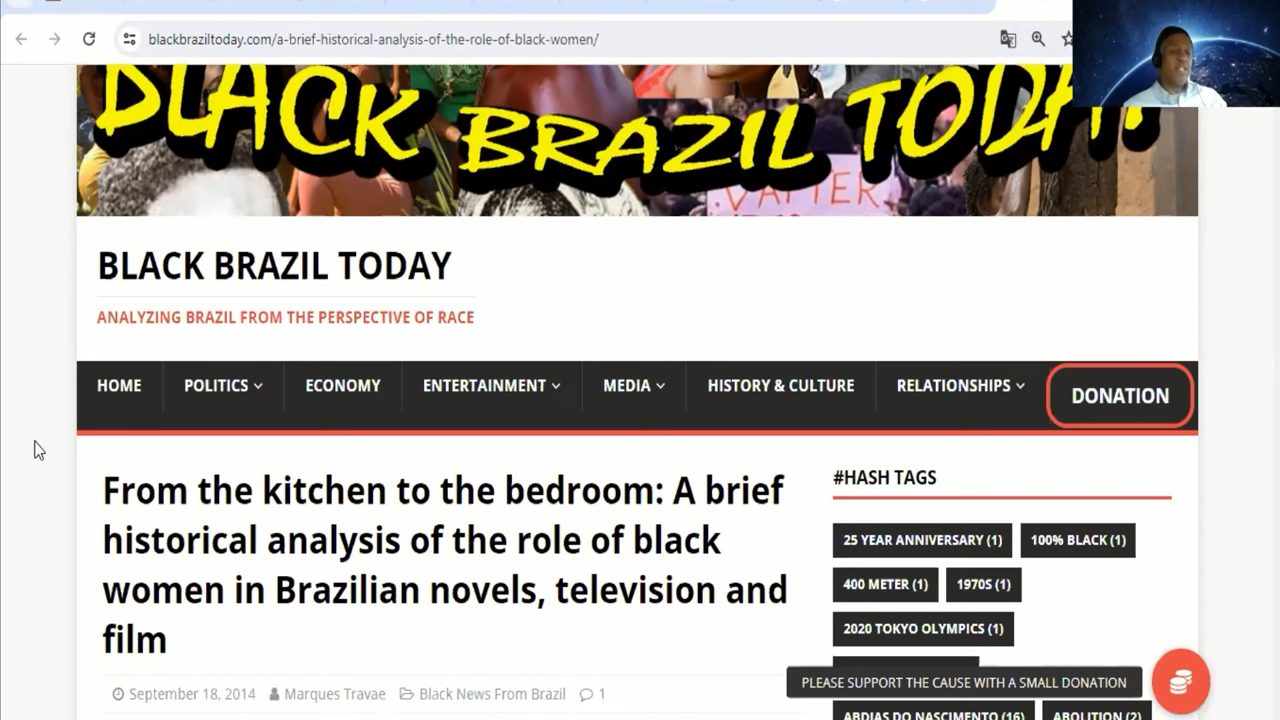 blackbraziltoday.com/a-brief-historical-analysis-of-the-role-of-black-women/
BLACK BRAZIL TODAY
MATTER
BLACK BRAZIL TODAY
ANALYZING BRAZIL FROM THE PERSPECTIVE OF RACE
HOME POLITICS ECONOMY ENTERTAINMENT MEDIA HISTORY & CULTURE RELATIONSHIPS DONATION
From the kitchen to the bedroom: A brief
historical analysis of the role of black
women in Brazilian novels, television and
film
September 18, 2014 Marques Travae Black News From Brazil 1
#HASH TAGS
25 YEAR ANNIVERSARY (1) 100% BLACK (1)
400 METER (1) 1970S (1)
2020 TOKYO OLYMPICS (1)
PLEASE SUPPORT THE CAUSE WITH A SMALL DONATION
ABDIAS DO NASCIMENTO (16) ABOLITION (2)